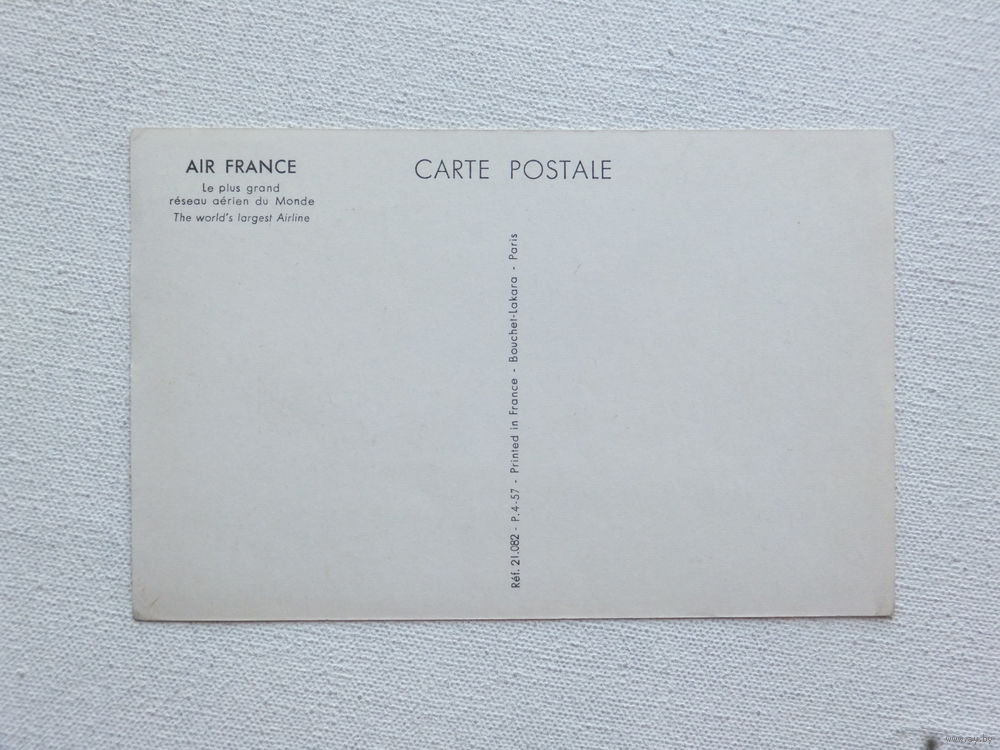 AIR FRANCE
Le plus grand
réseau aérien du Monde
The world's largest Airline
CARTE POSTALE
Réf. 21.082 - P.4-57 - Printed in France - Bouchet-Lakara - Paris